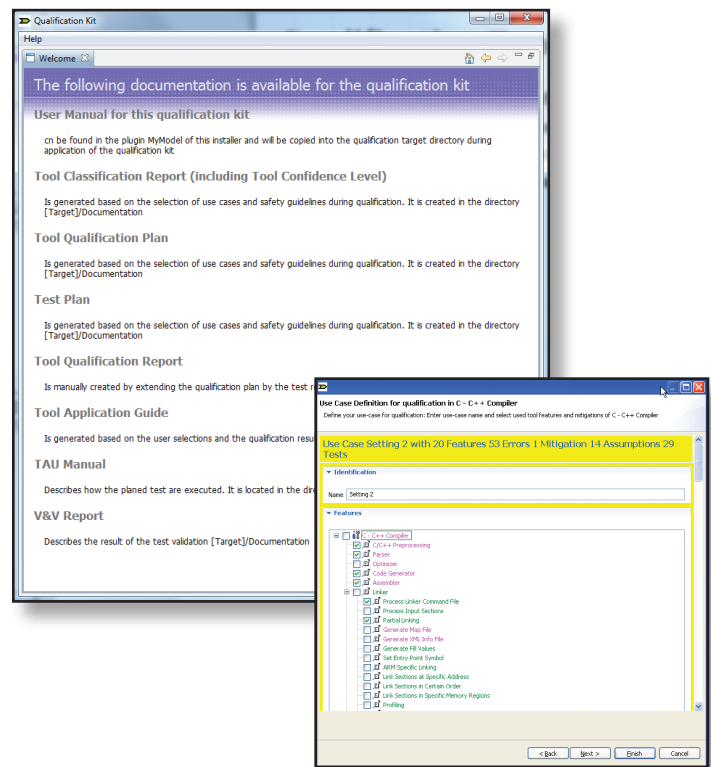 Qualification Kit
Help
Welcome
The following documentation is available for the qualification kit
User Manual for this qualification kit
cn be found in the plugin MyModel of this installer and will be copied into the qualification target directory during
application of the qualification kit
Tool Classification Report (including Tool Confidence Level)
Is generated based on the selection of use cases and safety guidelines during qualification. It is created in the directory
[Target]/Documentation
Tool Qualification Plan
Is generated based on the selection of use cases and safety guidelines during qualification. It is created in the directory
[Target]/Documentation
Test Plan
Is generated based on the selection of use cases and safety guidelines during qualification. It is created in the directory
[Target]/Documentation
Tool Qualification Report
Is manually created by extending the qualification plan by the test
Tool Application Guide
Is generated based on the user selections and the qualification
TAU Manual
Describes how the planed test are executed. It is located in the
V&V Report
Describes the result of the test validation [Target]/Documentation
Use Case Definition for qualification in C - C++ Compiler
Define your use-case for qualification: Enter use-case name and select used tool features and mitigations of C - C++ Compiler
Use Case Setting 2 with 20 Features 53 Errors 1 Mitigation 14 Assumptions 29
Tests
Identification
Name Setting 2
Features
C - C++ Compiler
C/C++ Preprocessing
Parser
Optimizer
Code Generator
Assembler
Linker
Process Linker Command File
Process Input Sections
Partial Linking
Generate Map File
Generate XML Info File
Generate Fill Values
Set Entry Point Symbol
ARM Specific Linking
Link Sections at Specific Address
Link Sections in Certain Order
Link Sections in Specific Memory Regions
Profiling
< Back Next > Finish Cancel